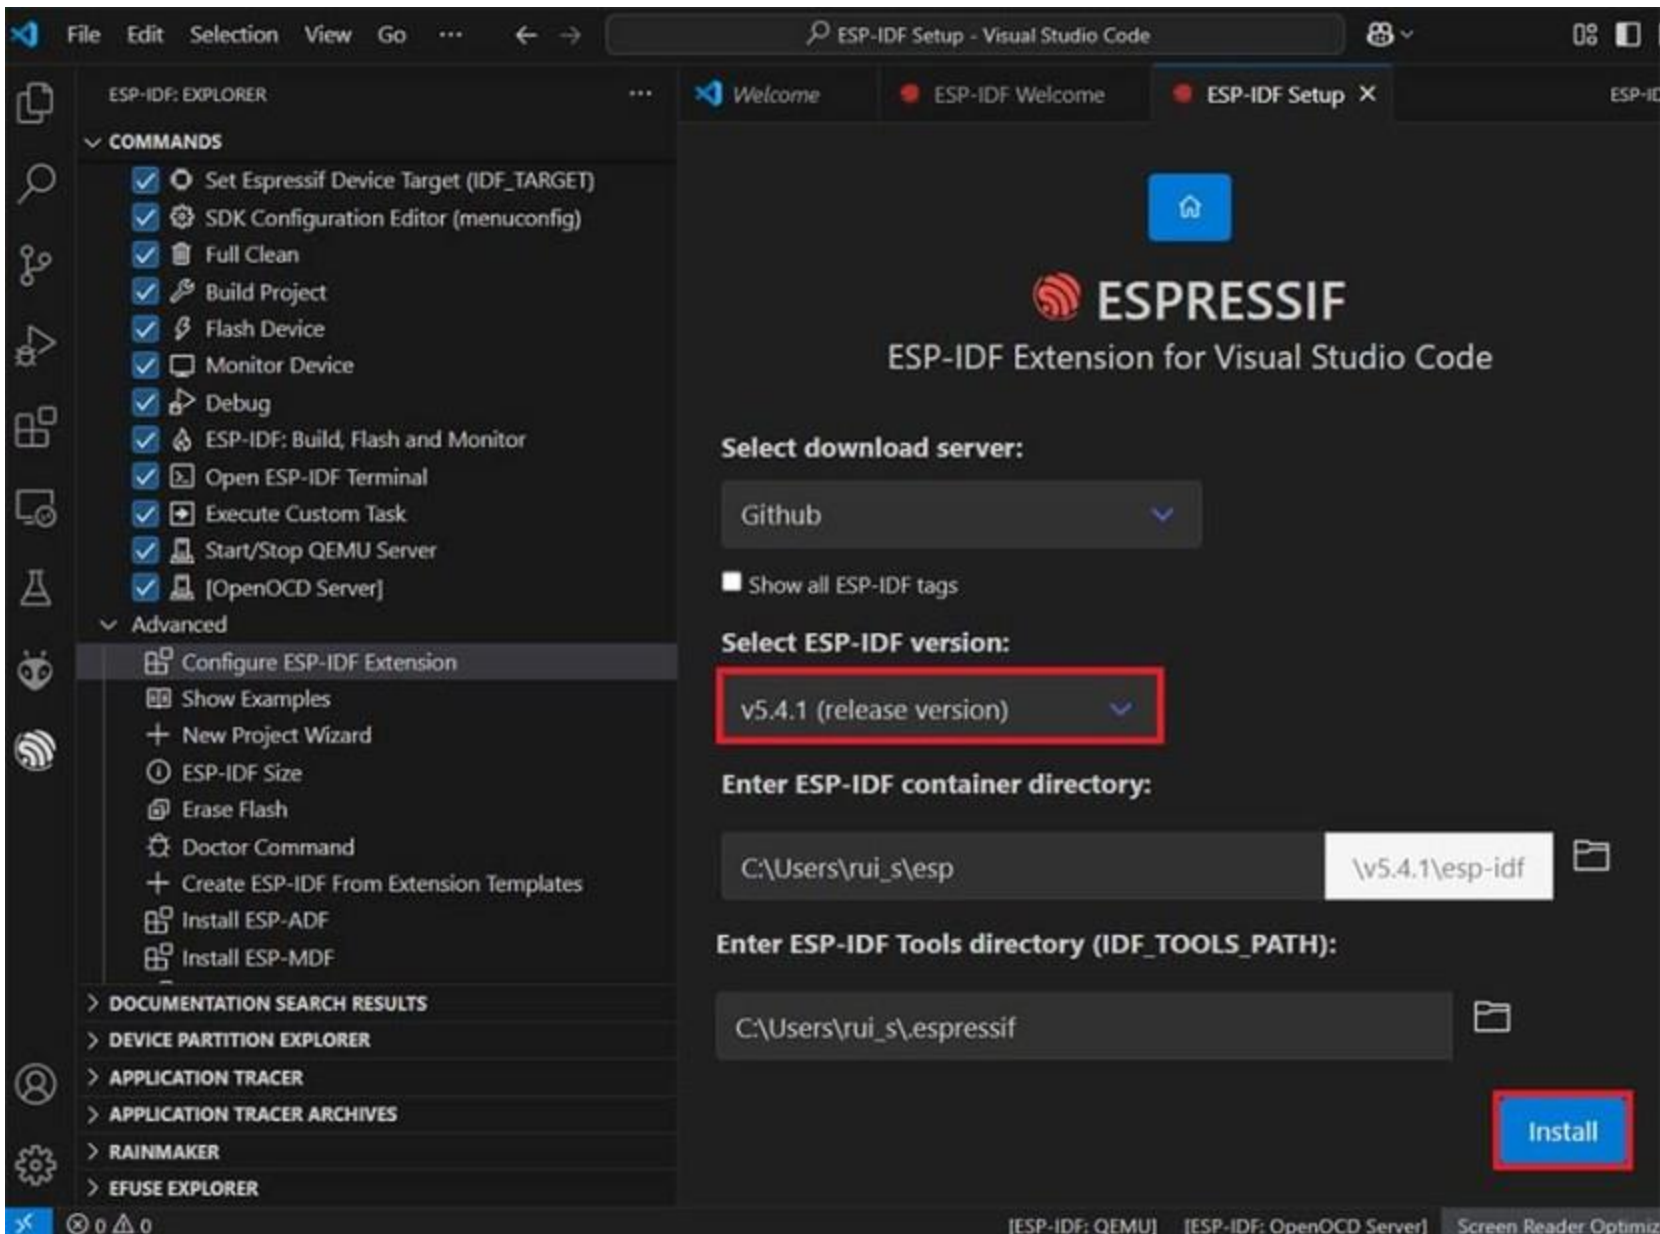 File Edit Selection View Go ··· ESP-IDF Setup - Visual Studio Code
ESP-IDF: EXPLORER ···
COMMANDS
Set Espressif Device Target (IDF_TARGET)
SDK Configuration Editor (menuconfig)
Full Clean
Build Project
Flash Device
Monitor Device
Debug
ESP-IDF: Build, Flash and Monitor
Open ESP-IDF Terminal
Execute Custom Task
Start/Stop QEMU Server
[OpenOCD Server]
Advanced
Configure ESP-IDF Extension
Show Examples
New Project Wizard
ESP-IDF Size
Erase Flash
Doctor Command
Create ESP-IDF From Extension Templates
Install ESP-ADF
Install ESP-MDF
DOCUMENTATION SEARCH RESULTS
DEVICE PARTITION EXPLORER
APPLICATION TRACER
APPLICATION TRACER ARCHIVES
RAINMAKER
EFUSE EXPLORER
Welcome ESP-IDF Welcome ESP-IDF Setup
ESPRESSIF
ESP-IDF Extension for Visual Studio Code
Select download server:
Github
Show all ESP-IDF tags
Select ESP-IDF version:
v5.4.1 (release version)
Enter ESP-IDF container directory:
C:\Users\rui_s\esp \v5.4.1\esp-idf
Enter ESP-IDF Tools directory (IDF_TOOLS_PATH):
C:\Users\rui_s\.espressif
Install
0 0 [ESP-IDF: QEMU] [ESP-IDF: OpenOCD Server] Screen Reader